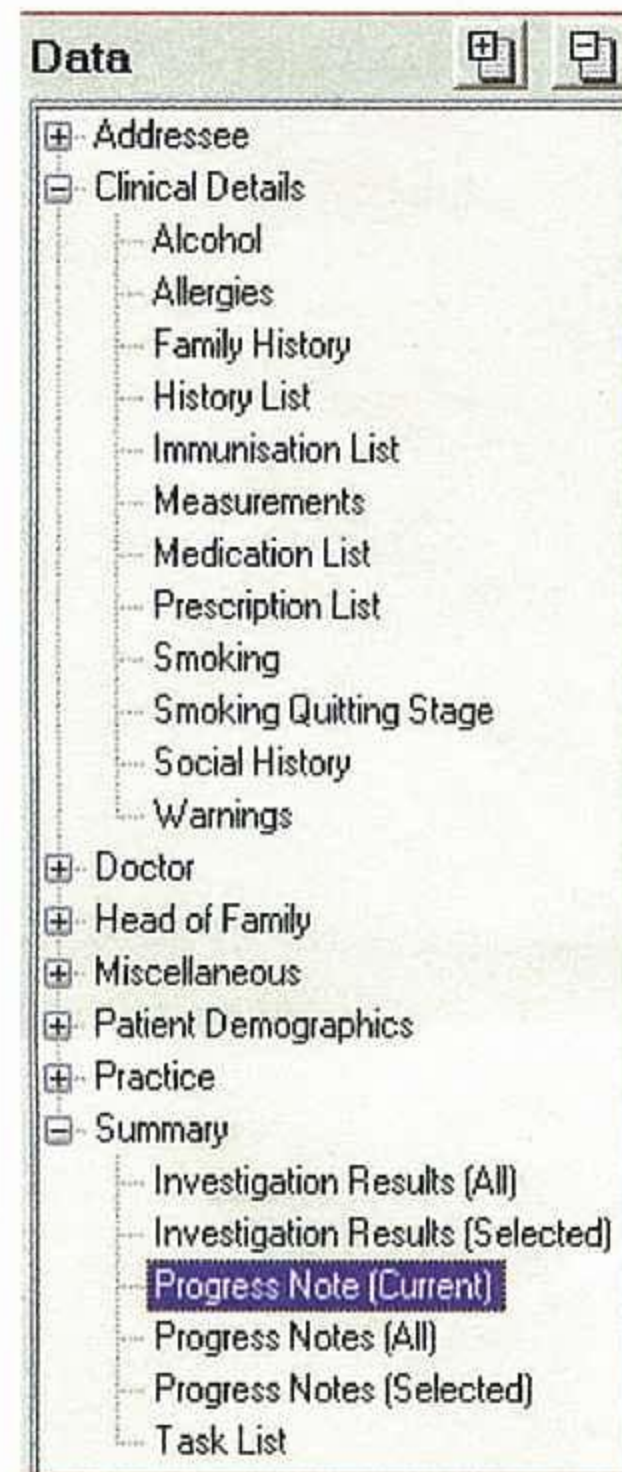 Data
Addressee
Clinical Details
Alcohol
Allergies
Family History
History List
Immunisation List
Measurements
Medication List
Prescription List
Smoking
Smoking Quitting Stage
Social History
Warnings
Doctor
Head of Family
Miscellaneous
Patient Demographics
Practice
Summary
Investigation Results (All)
Investigation Results (Selected)
Progress Note (Current)
Progress Notes (All)
Progress Notes (Selected)
Task List